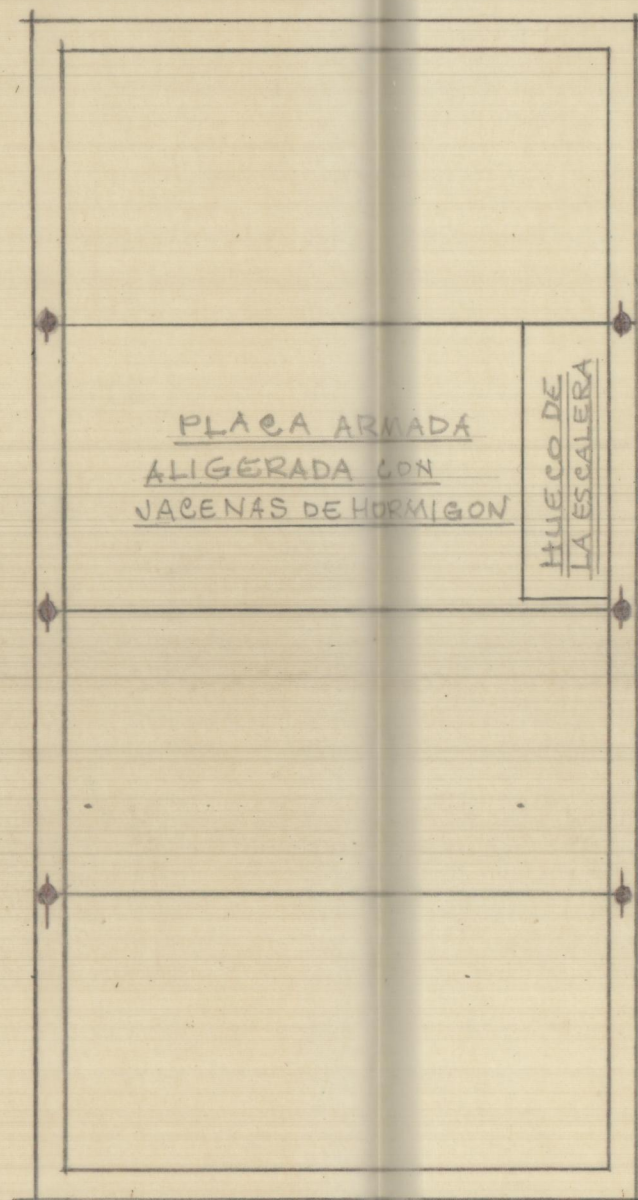 PLACA ARMADA
ALIGERADA CON
JACENAS DE HORMIGON
HUECO DE
LA ESCALERA